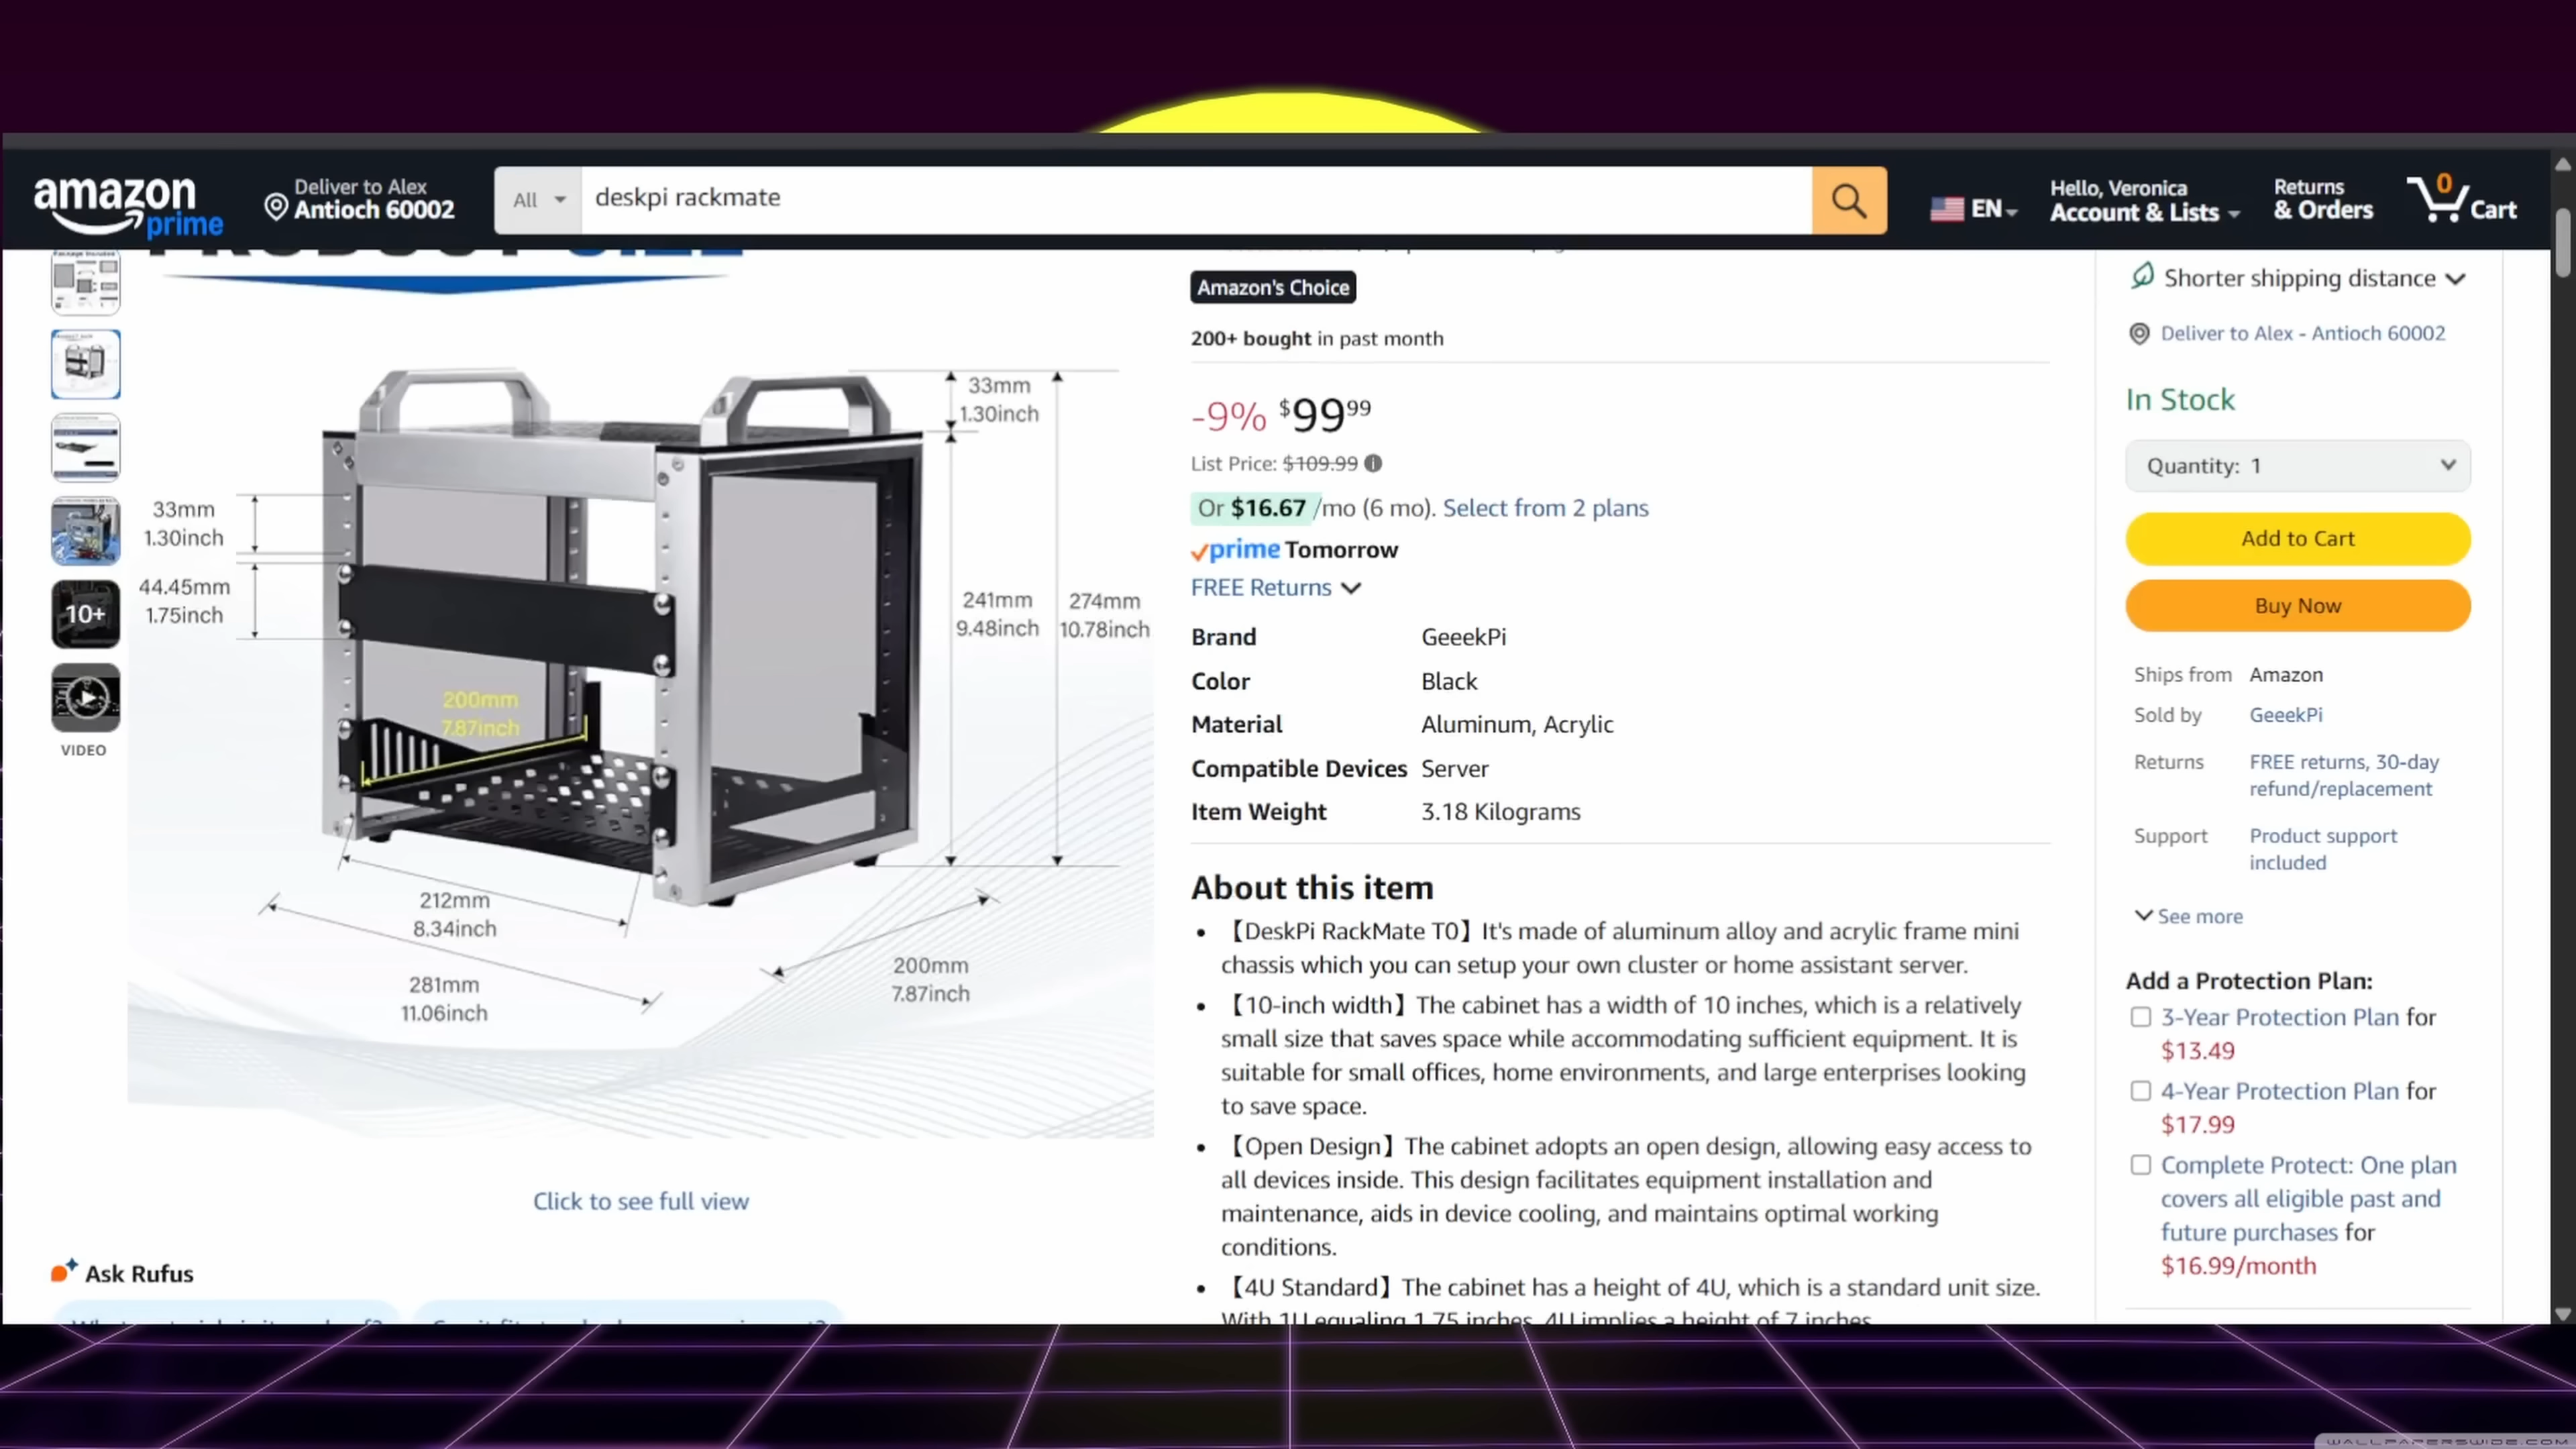 amazon
prime
Deliver to Alex
Antioch 60002
All
deskpi rackmate
EN
Hello, Veronica
Account & Lists
Returns
& Orders
0
Cart
10+
VIDEO
33mm
1.30inch
33mm
1.30inch
44.45mm
1.75inch
241mm
9.48inch
274mm
10.78inch
200mm
7.87inch
212mm
8.34inch
281mm
11.06inch
200mm
7.87inch
Click to see full view
Ask Rufus
Amazon's Choice
200+ bought in past month
-9% $99.99
List Price: $109.99
Or $16.67 /mo (6 mo). Select from 2 plans
prime Tomorrow
FREE Returns
Brand GeeekPi
Color Black
Material Aluminum, Acrylic
Compatible Devices Server
Item Weight 3.18 Kilograms
About this item
【DeskPi RackMate T0】It's made of aluminum alloy and acrylic frame mini
chassis which you can setup your own cluster or home assistant server.
【10-inch width】The cabinet has a width of 10 inches, which is a relatively
small size that saves space while accommodating sufficient equipment. It is
suitable for small offices, home environments, and large enterprises looking
to save space.
【Open Design】The cabinet adopts an open design, allowing easy access to
all devices inside. This design facilitates equipment installation and
maintenance, aids in device cooling, and maintains optimal working
conditions.
【4U Standard】The cabinet has a height of 4U, which is a standard unit size.
With 1U equaling 1.75 inches, 4U implies a height of 7 inches
Shorter shipping distance
Deliver to Alex - Antioch 60002
In Stock
Quantity: 1
Add to Cart
Buy Now
Ships from Amazon
Sold by GeeekPi
Returns FREE returns, 30-day
refund/replacement
Support Product support
included
See more
Add a Protection Plan:
3-Year Protection Plan for
$13.49
4-Year Protection Plan for
$17.99
Complete Protect: One plan
covers all eligible past and
future purchases for
$16.99/month
WALLPAPERSWIDE.COM